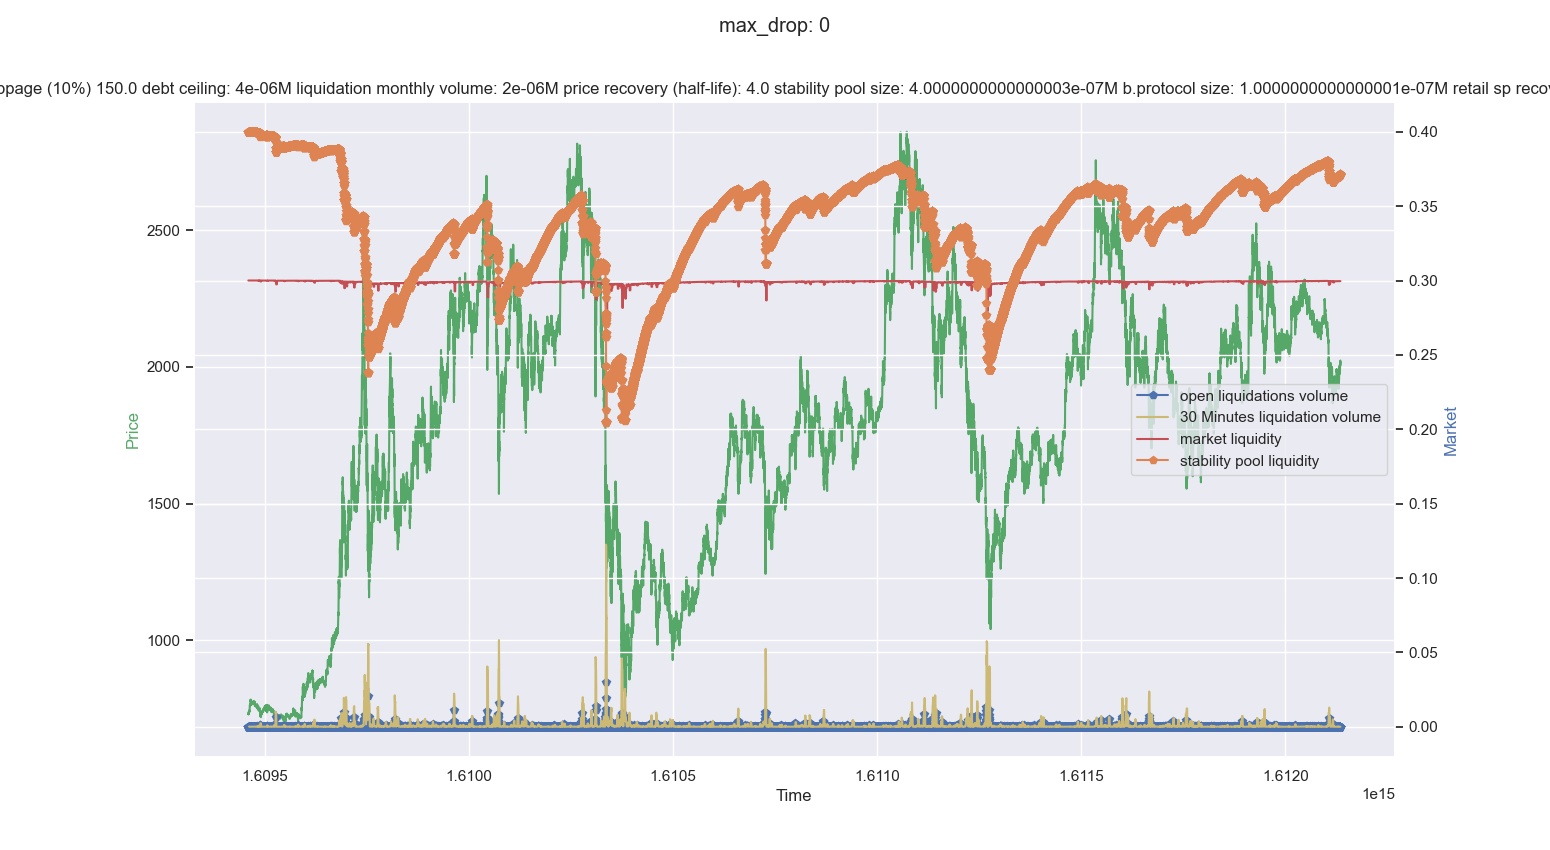 max_drop: 0
opage (10%) 150.0 debt ceiling: 4e-06M liquidation monthly volume: 2e-06M price recovery (half-life): 4.0 stability pool size: 4.0000000000000003e-07M b.protocol size: 1.0000000000000001e-07M retail sp recov
2500
2000
1500
1000
Price
0.40
0.35
0.30
0.25
0.20
0.15
0.10
0.05
0.00
Market
open liquidations volume
30 Minutes liquidation volume
market liquidity
stability pool liquidity
1.6095
1.6100
1.6105
1.6110
1.6115
1.6120
1e15
Time